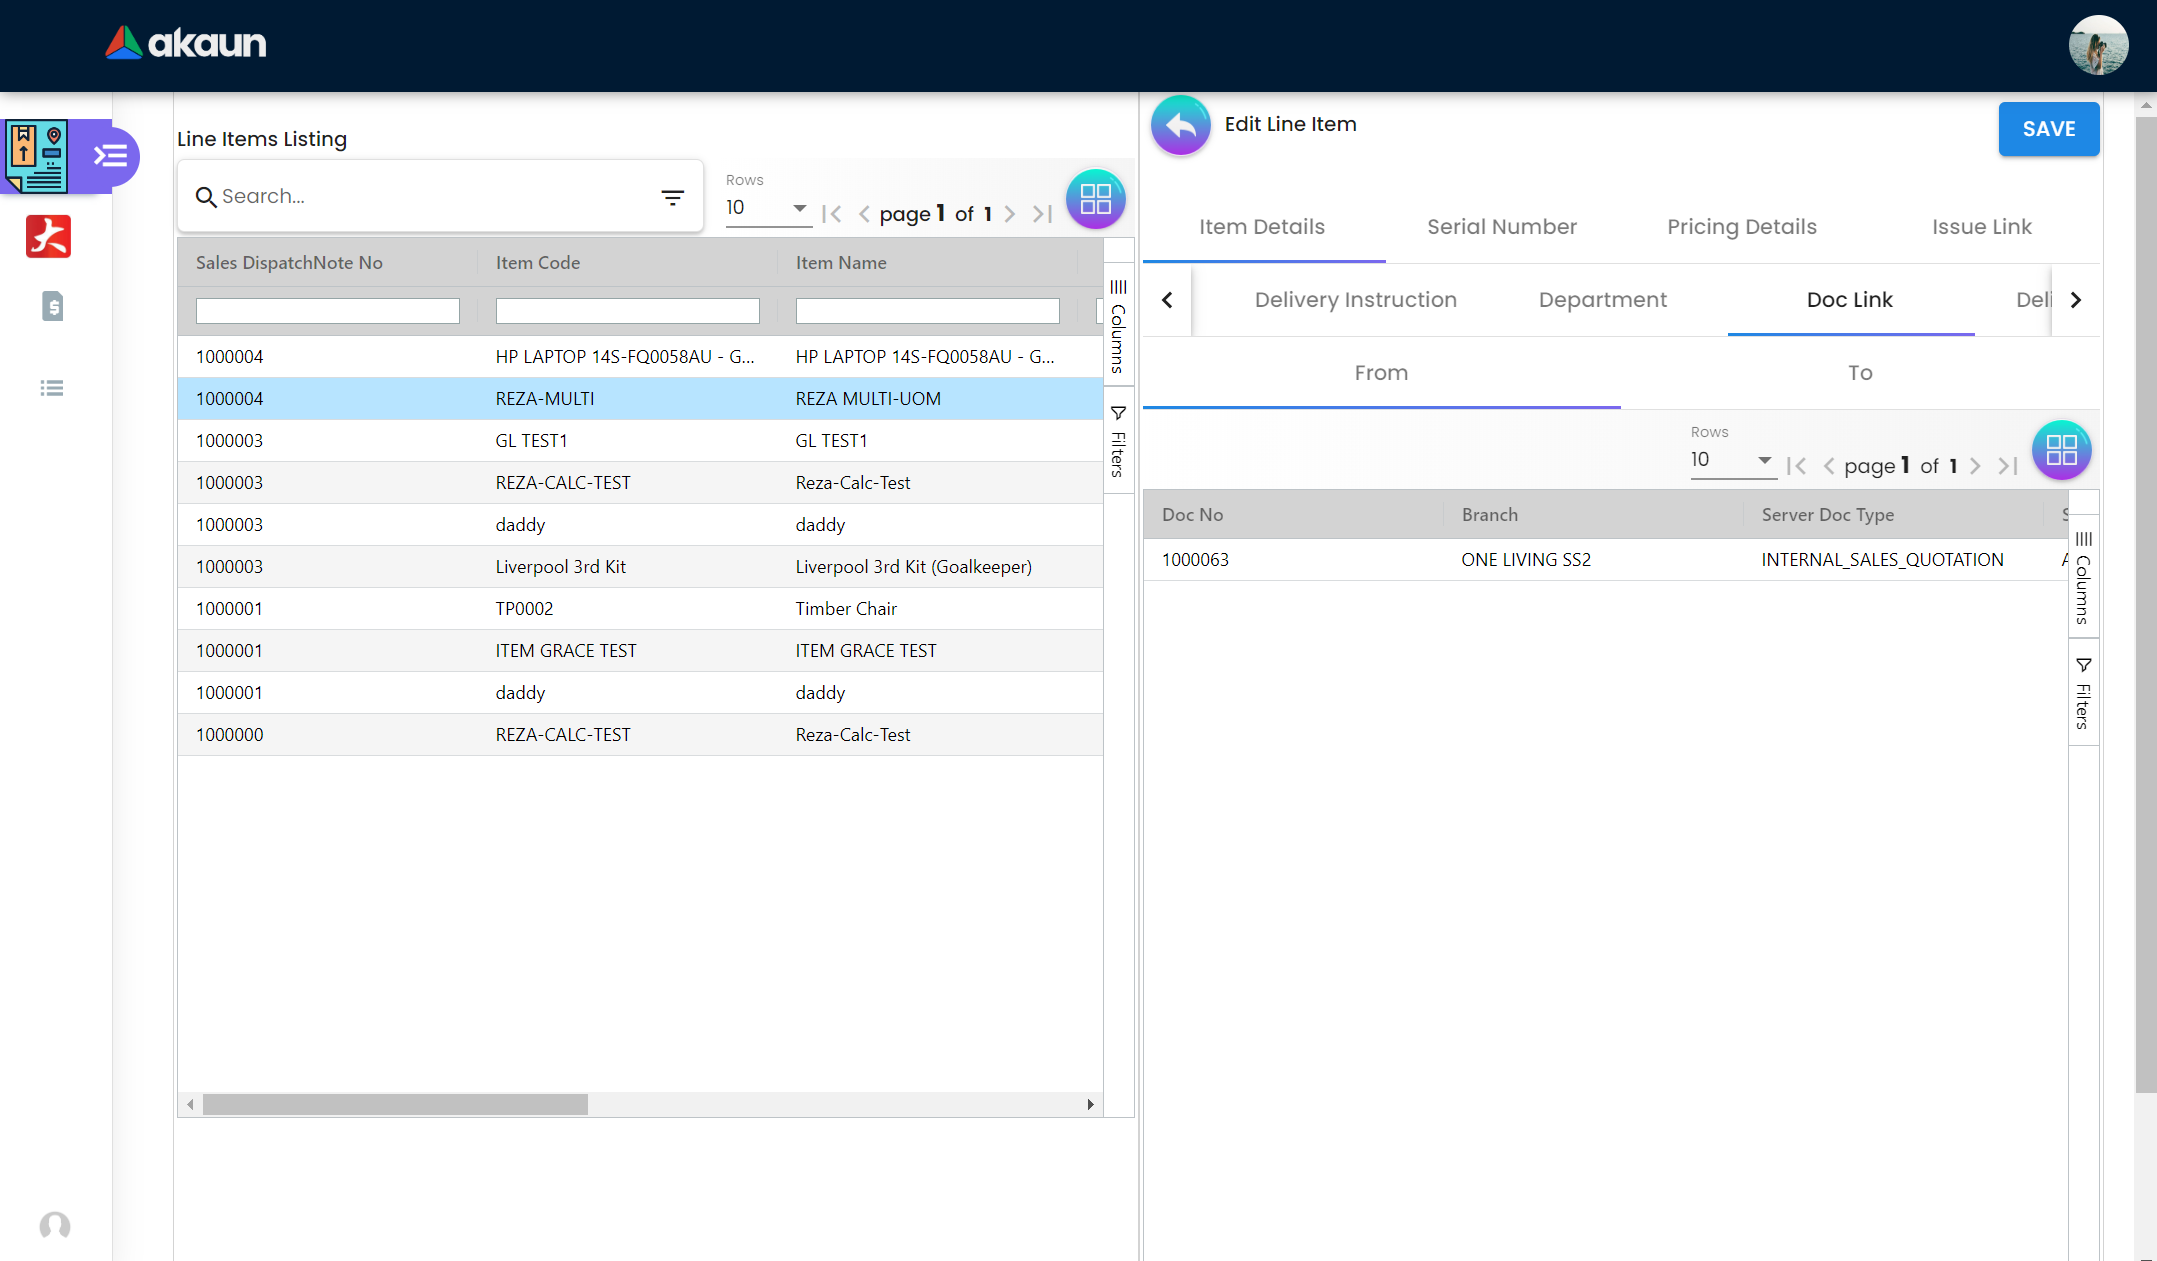 akaun
Line Items Listing
Search...
Rows
10
page 1 of 1
Sales DispatchNote No Item Code Item Name
1000004 HP LAPTOP 14S-FQ0058AU - G... HP LAPTOP 14S-FQ0058AU - G...
1000004 REZA-MULTI REZA MULTI-UOM
1000003 GL TEST1 GL TEST1
1000003 REZA-CALC-TEST Reza-Calc-Test
1000003 daddy daddy
1000003 Liverpool 3rd Kit Liverpool 3rd Kit (Goalkeeper)
1000001 TP0002 Timber Chair
1000001 ITEM GRACE TEST ITEM GRACE TEST
1000001 daddy daddy
1000000 REZA-CALC-TEST Reza-Calc-Test
Columns
Filters
Edit Line Item
SAVE
Item Details Serial Number Pricing Details Issue Link
Delivery Instruction Department Doc Link Deli
From To
Rows
10
page 1 of 1
Doc No Branch Server Doc Type
1000063 ONE LIVING SS2 INTERNAL_SALES_QUOTATION
Columns
Filters